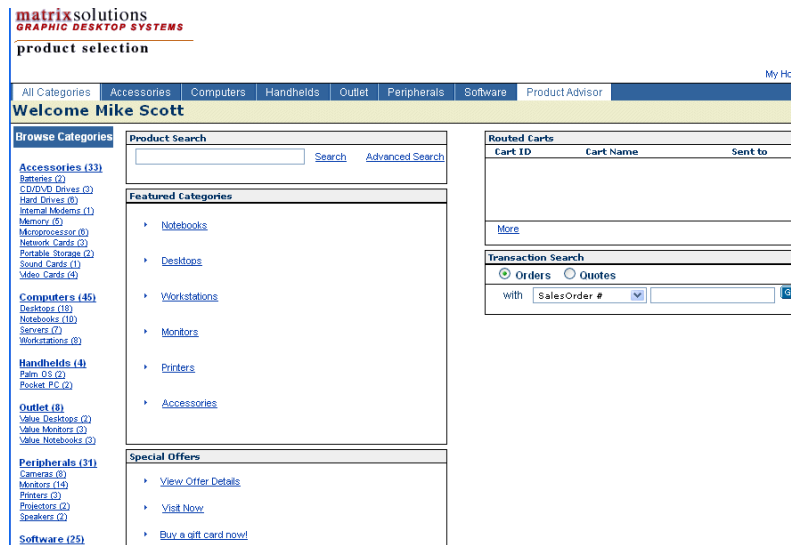 matrixsolutions
GRAPHIC DESKTOP SYSTEMS
product selection
All Categories Accessories Computers Handhelds Outlet Peripherals Software Product Advisor
Welcome Mike Scott
Browse Categories
Accessories (33)
Batteries (2)
CD/DVD Drives (3)
Hard Drives (6)
Internal Modems (1)
Memory (5)
Microprocessor (6)
Network Cards (3)
Portable Storage (2)
Sound Cards (1)
Video Cards (4)
Computers (45)
Desktops (18)
Notebooks (10)
Servers (7)
Workstations (8)
Handhelds (4)
Palm OS (2)
Pocket PC (2)
Outlet (8)
Value Desktops (2)
Value Monitors (3)
Value Notebooks (3)
Peripherals (31)
Cameras (8)
Monitors (14)
Printers (3)
Projectors (2)
Speakers (2)
Software (25)
Product Search
Search Advanced Search
Featured Categories
Notebooks
Desktops
Workstations
Monitors
Printers
Accessories
Special Offers
View Offer Details
Visit Now
Buy a gift card now!
Routed Carts
Cart ID Cart Name Sent to
More
Transaction Search
Orders Quotes
with SalesOrder #